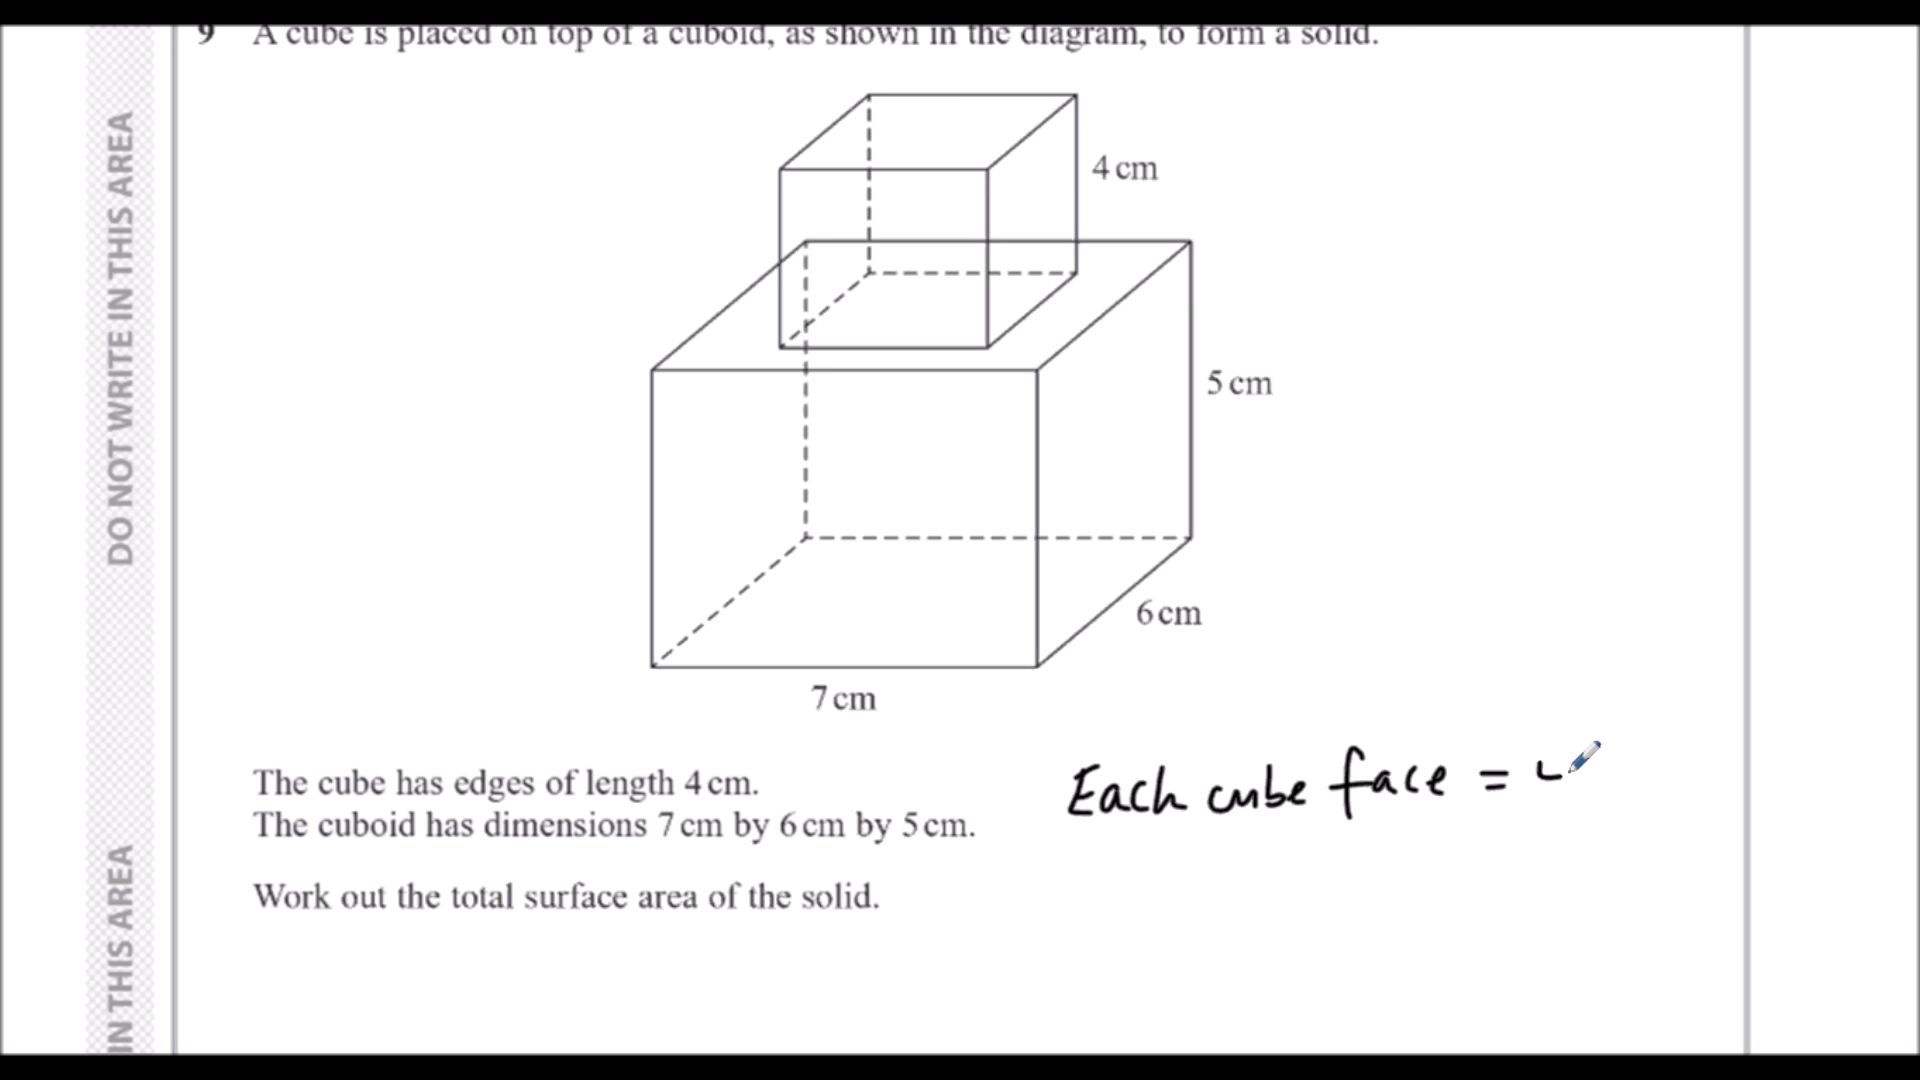 9 A cube is placed on top of a cuboid, as shown in the diagram, to form a solid.
DO NOT WRITE IN THIS AREA
4 cm
5 cm
6 cm
7 cm
The cube has edges of length 4 cm.
Each cube face =
The cuboid has dimensions 7 cm by 6 cm by 5 cm.
Work out the total surface area of the solid.
IN THIS AREA